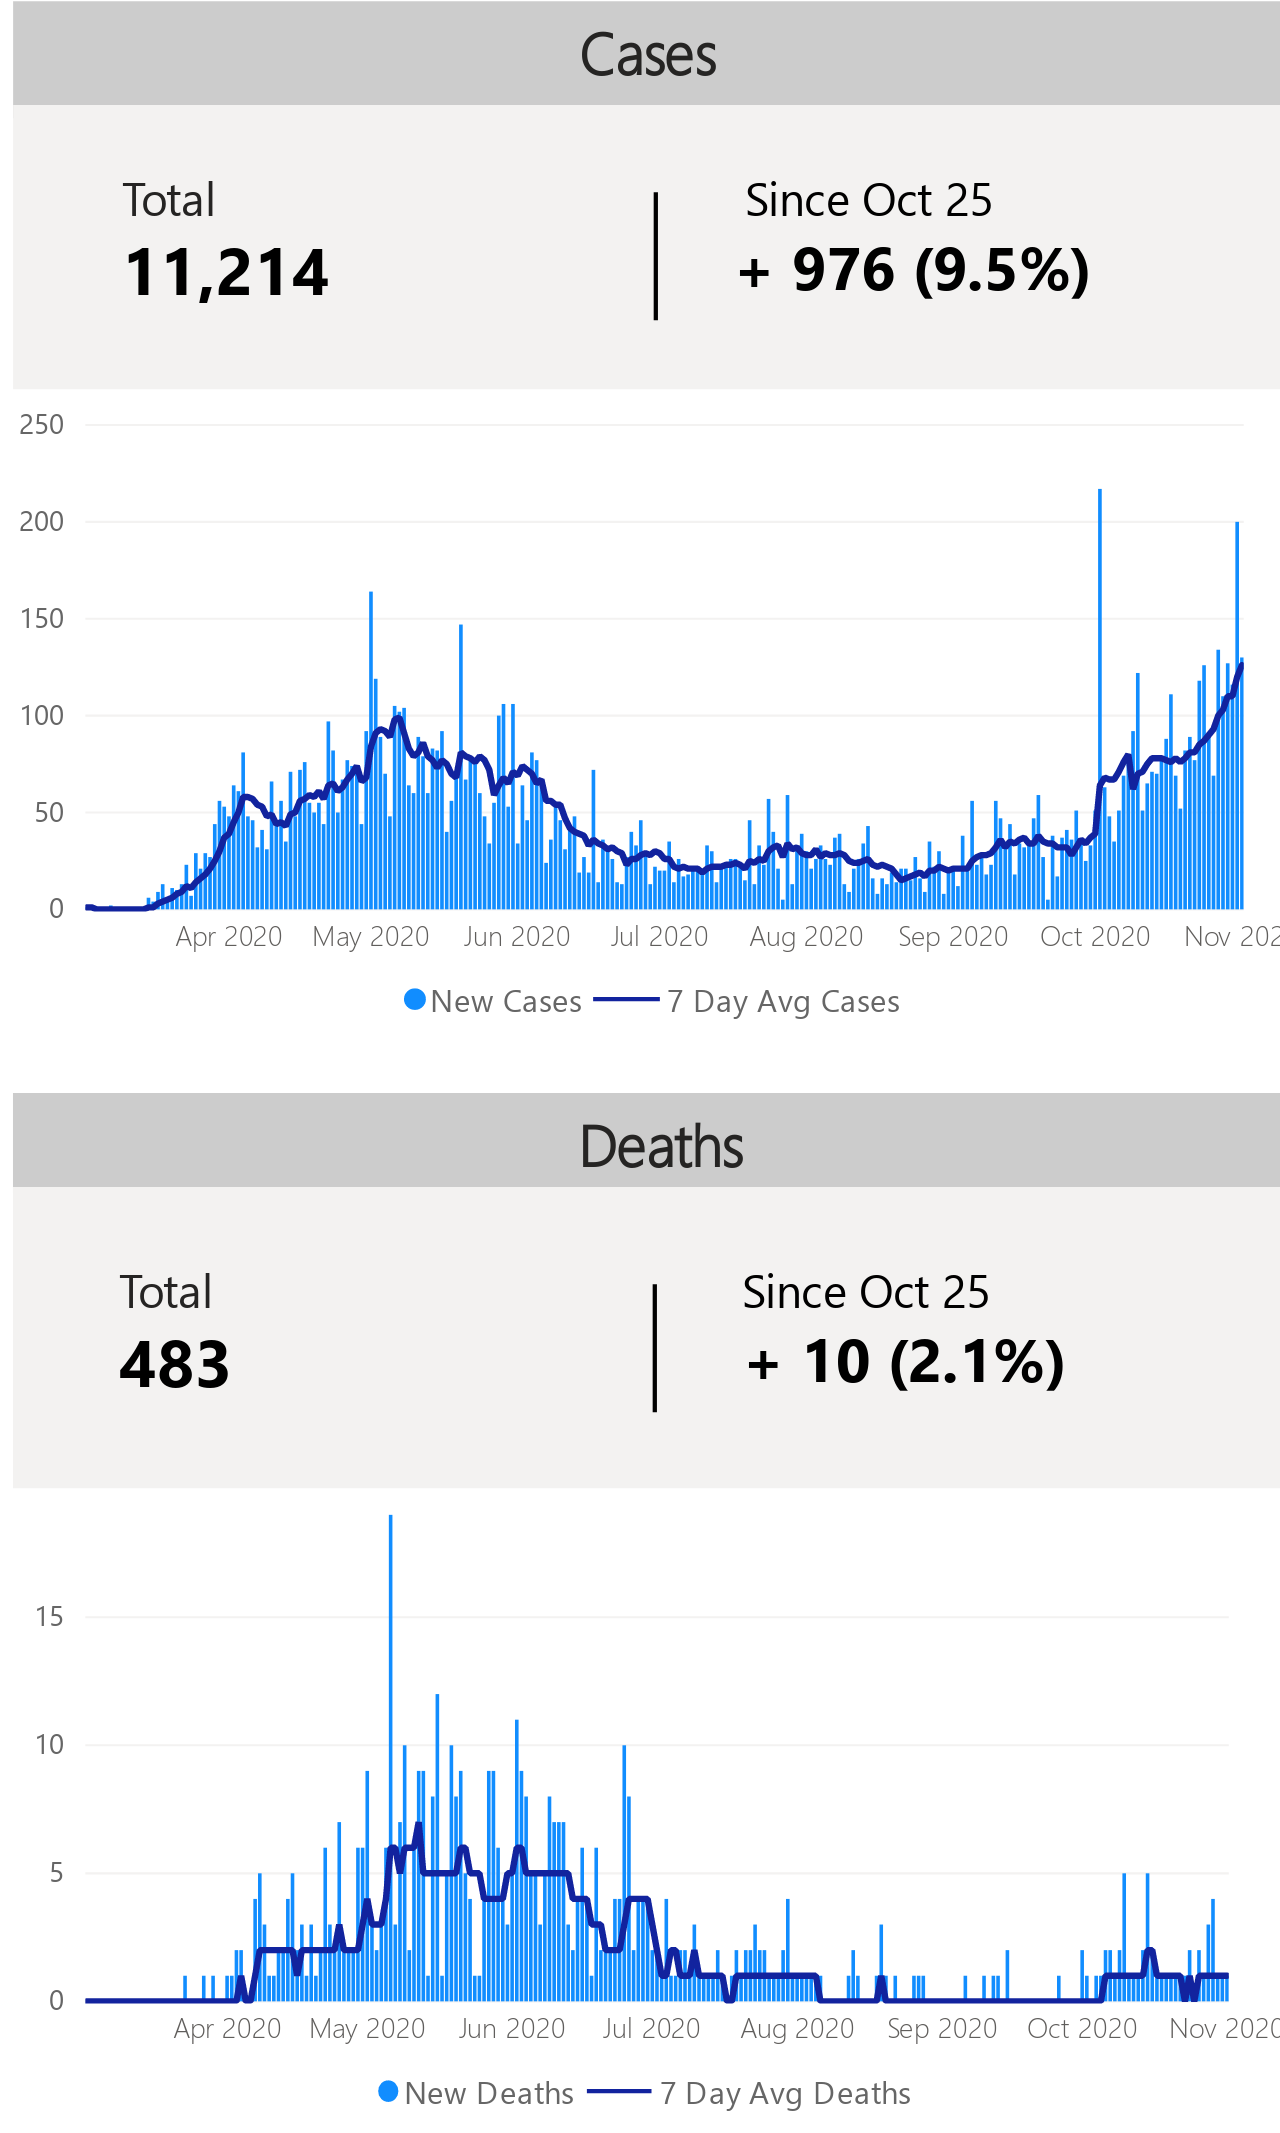 Cases
Total
Since Oct 25
11,214
+ 976 (9.5%)
250
200
150
100
50
0
Apr 2020 May 2020 Jun 2020 Jul 2020 Aug 2020 Sep 2020 Oct 2020 Nov 202
New Cases 7 Day Avg Cases
Deaths
Total
Since Oct 25
483
+ 10 (2.1%)
15
10
5
0
Apr 2020 May 2020 Jun 2020 Jul 2020 Aug 2020 Sep 2020 Oct 2020 Nov 2020
New Deaths 7 Day Avg Deaths